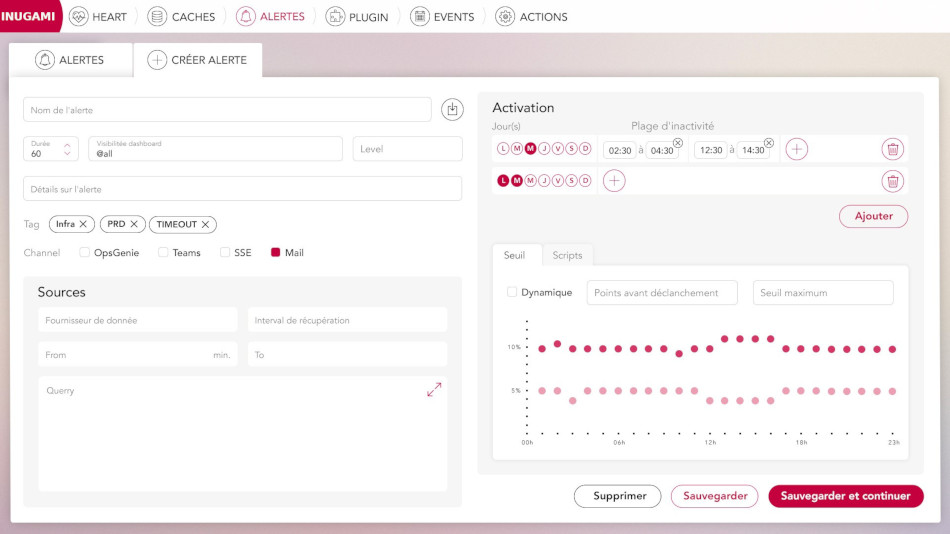 INUGAMI HEART CACHES ALERTES PLUGIN EVENTS ACTIONS
ALERTES CRÉER ALERTE
Nom de l'alerte
Durée
60
Visibilitée dashboard
@all
Level
Détails sur l'alerte
Tag Infra X PRD X TIMEOUT X
Channel OpsGenie Teams SSE Mail
Sources
Fournisseur de donnée Interval de récupération
From min. To
Querry
Activation
Jour(s) Plage d'inactivité
L M M J V S D 02:30 à 04:30 12:30 à 14:30
L M M J V S D
Ajouter
Seuil Scripts
Dynamique Points avant déclanchement Seuil maximum
10%
5%
00h 06h 12h 18h 23h
Supprimer Sauvegarder Sauvegarder et continuer